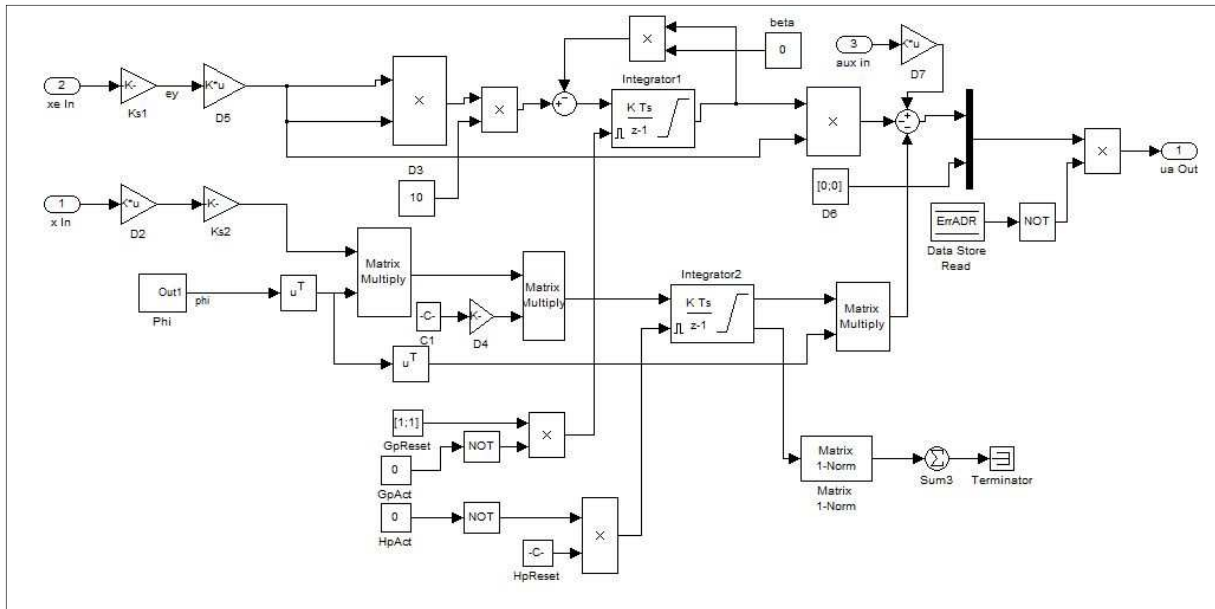 beta
0
3
aux in
K*u
D7
2
xe In
K-
Ks1
ey
K*u
D5
×
×
D3
10
×
Integrator1
K Ts
z-1
×
[0;0]
D6
×
1
ua Out
ErrADR
Data Store
Read
NOT
1
x In
K*u
D2
K-
Ks2
Out1
Phi
phi
u T
Matrix
Multiply
-C-
C1
K-
D4
Matrix
Multiply
Integrator2
K Ts
z-1
Matrix
Multiply
u T
[1;1]
GpReset
0
GpAct
NOT
×
0
HpAct
NOT
-C-
HpReset
×
Matrix
1-Norm
Matrix
1-Norm
Σ
Sum3
Terminator